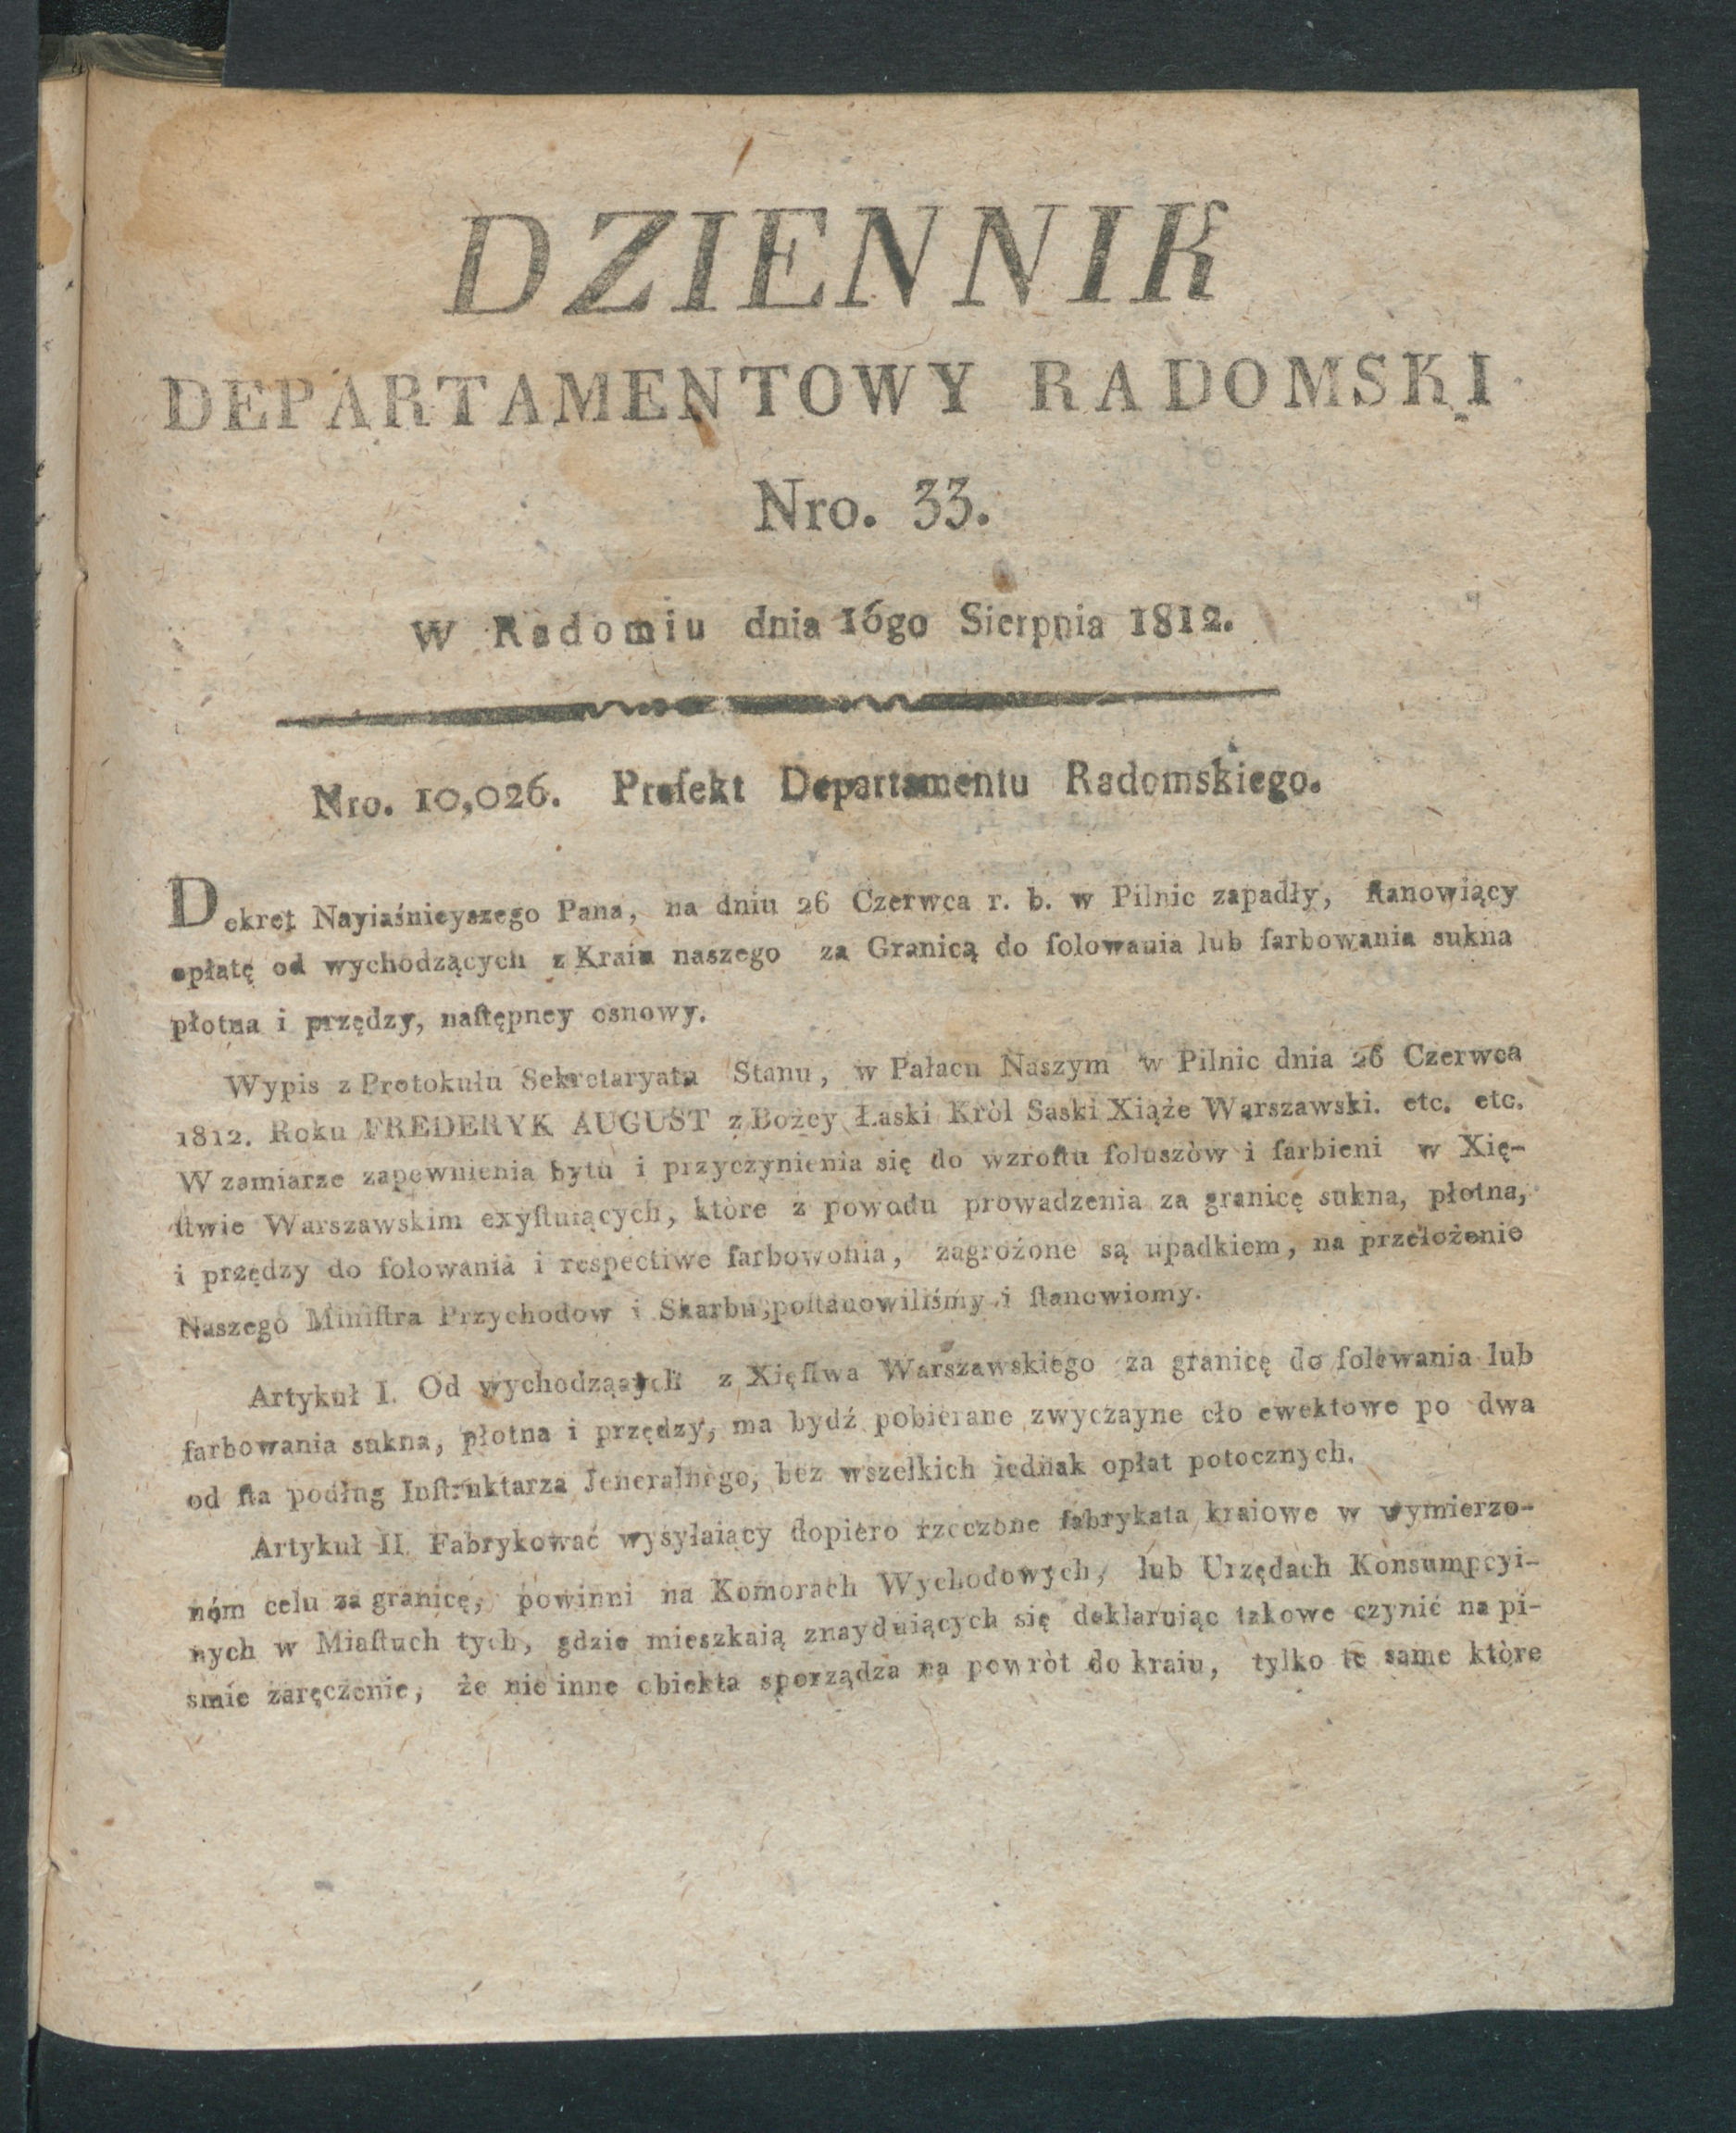 DZIENNIK
DEPARTAMENTOWY RADOMSKI
Nro. 33.
W Radomiu dnia 16go Sierpnia 1812.
Nro. 10,026. Prefekt Departamentu Radomskiego.
Dekret Nayiaśnieyszego Pana, na dniu 26 Czerwca r. b. w Pilnic zapadły, stanowiący
opłatę od wychodzących z Kraiu naszego za Granicą do folowania lub farbowania sukna
płotna i przędzy, następney osnowy.
Wypis z Protokułu Sekretaryatu Stanu, w Pałacu Naszym w Pilnic dnia 26 Czerwca
1812. Roku FREDERYK AUGUST z Bożey Łaski Król Saski Xiąże Warszawski. etc. etc.
W zamiarze zapewnienia bytu i przyczynienia się do wzrostu foluszòw i farbieni w Xię-
stwie Warszawskim exystuiących, ktòre z powodu prowadzenia za granicę sukna, płotna,
i przędzy do folowania i respective farbowonia, zagrożone są upadkiem, na przełożenie
Naszego Ministra Przychodow i Skarbu, postanowiliśmy i stanowiomy.
Artykuł I. Od wychodzących z Xięstwa Warszawskiego za granicę do folowania lub
farbowania sukna, płotna i przędzy, ma bydź pobierane zwyczayne cło ewektowe po dwa
od sta podług Instruktarza Jeneralnego, bez wszelkich iednak opłat potocznych.
Artykuł II. Fabrykować wysyłaiący dopiero rzeczone fabrykata kraiowe w wymierzo-
nóm celu za granicę, powinni na Komorach Wychodowych, lub Urzędach Konsumpcyi-
nych w Miastuch tych, gdzie mieszkaią znayduiących się deklaruiąc takowe czynić na pi-
smie zaręczenie, że nie inne obiekta sporządza na powròt do kraiu, tylko te same ktòre